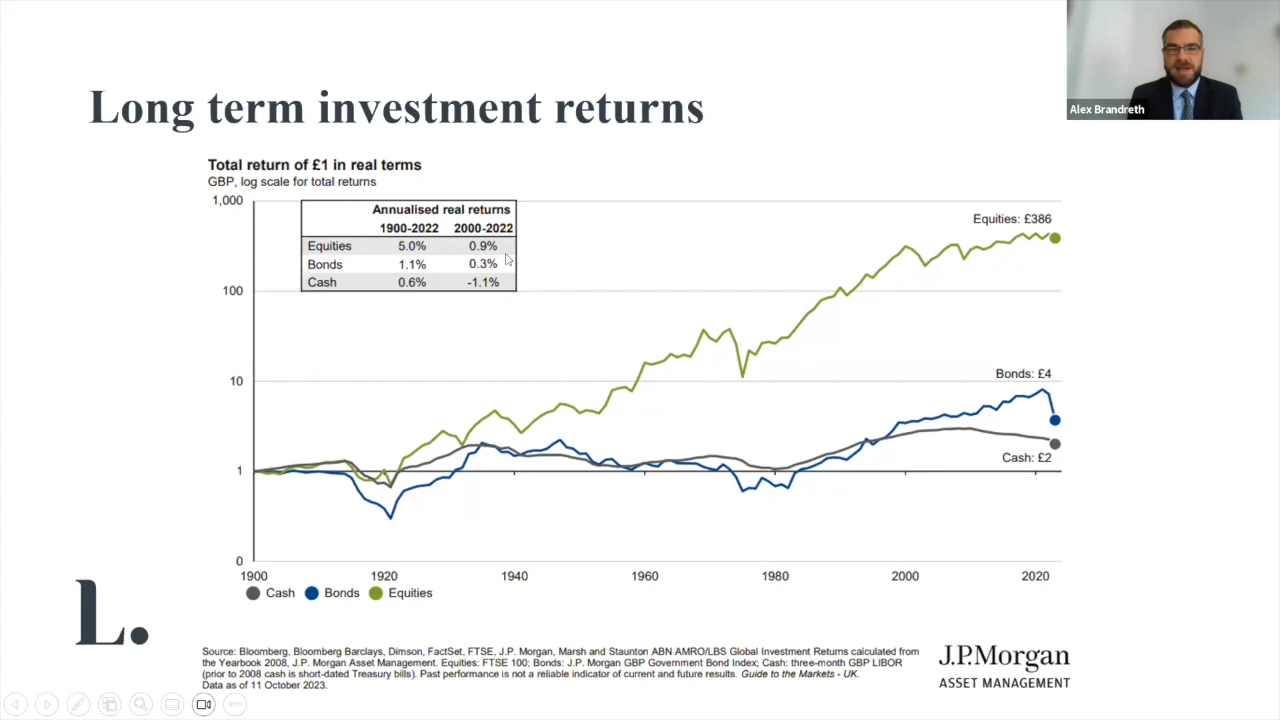 Alex Brandreth
Long term investment returns
Total return of £1 in real terms
GBP, log scale for total returns
Annualised real returns
1900-2022 2000-2022
Equities 5.0% 0.9%
Bonds 1.1% 0.3%
Cash 0.6% -1.1%
1,000
100
10
1
0
Equities: £386
Bonds: £4
Cash: £2
1900 1920 1940 1960 1980 2000 2020
Cash Bonds Equities
L.
Source: Bloomberg, Bloomberg Barclays, Dimson, FactSet, FTSE, J.P. Morgan, Marsh and Staunton ABN AMRO/LBS Global Investment Returns calculated from
the Yearbook 2008, J.P. Morgan Asset Management. Equities: FTSE 100; Bonds: J.P. Morgan GBP Government Bond Index; Cash: three-month GBP LIBOR
(prior to 2008 cash is short-dated Treasury bills). Past performance is not a reliable indicator of current and future results. Guide to the Markets - UK.
Data as of 11 October 2023.
J.P.Morgan
ASSET MANAGEMENT